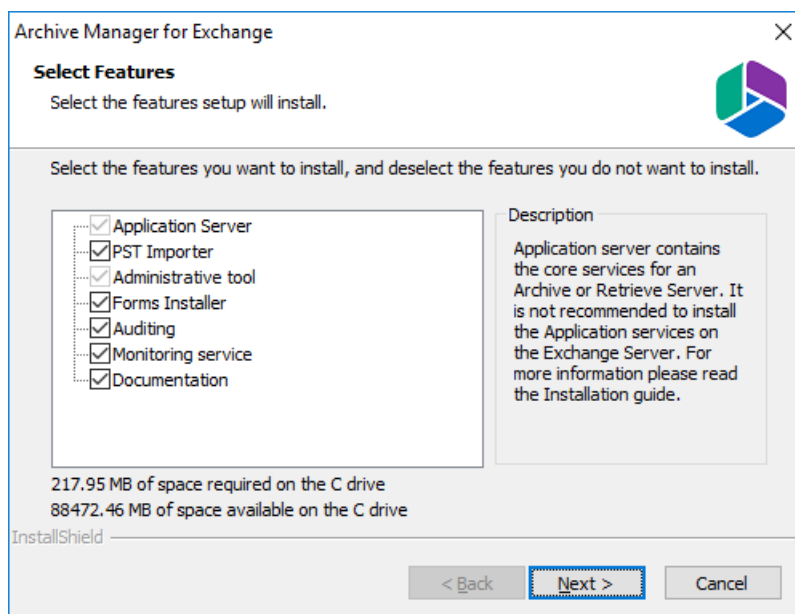 Archive Manager for Exchange
Select Features
Select the features setup will install.
Select the features you want to install, and deselect the features you do not want to install.
Application Server
PST Importer
Administrative tool
Forms Installer
Auditing
Monitoring service
Documentation
Description
Application server contains
the core services for an
Archive or Retrieve Server. It
is not recommended to install
the Application services on
the Exchange Server. For
more information please read
the Installation guide.
217.95 MB of space required on the C drive
88472.46 MB of space available on the C drive
InstallShield
< Back
Next >
Cancel